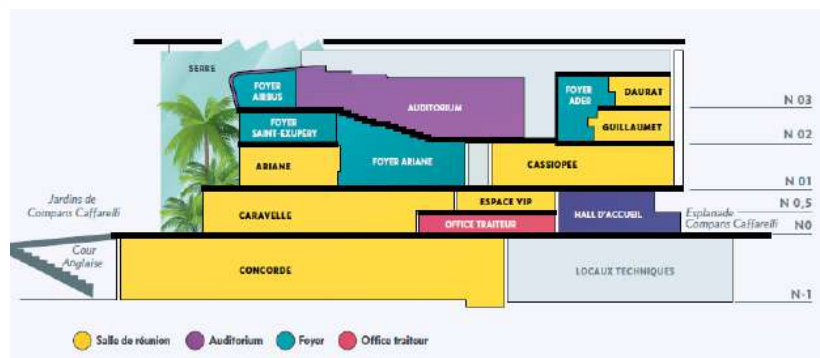 SERRE
FOYER
AIRBUS
AUDITORIUM
FOYER
ADER
DAURAT
N 03
GUILLAUMET
FOYER
SAINT-EXUPÉRY
N 02
FOYER ARIANE
ARIANE
CASSIOPÉE
N 01
Jardins de
Compans Caffarelli
CARAVELLE
ESPACE VIP
N 0,5
HALL D'ACCUEIL
Esplanade
Compans Caffarelli
OFFICE TRAITEUR
N0
Cour
Anglaise
CONCORDE
LOCAUX TECHNIQUES
N-1
Salle de réunion
Auditorium
Foyer
Office traiteur